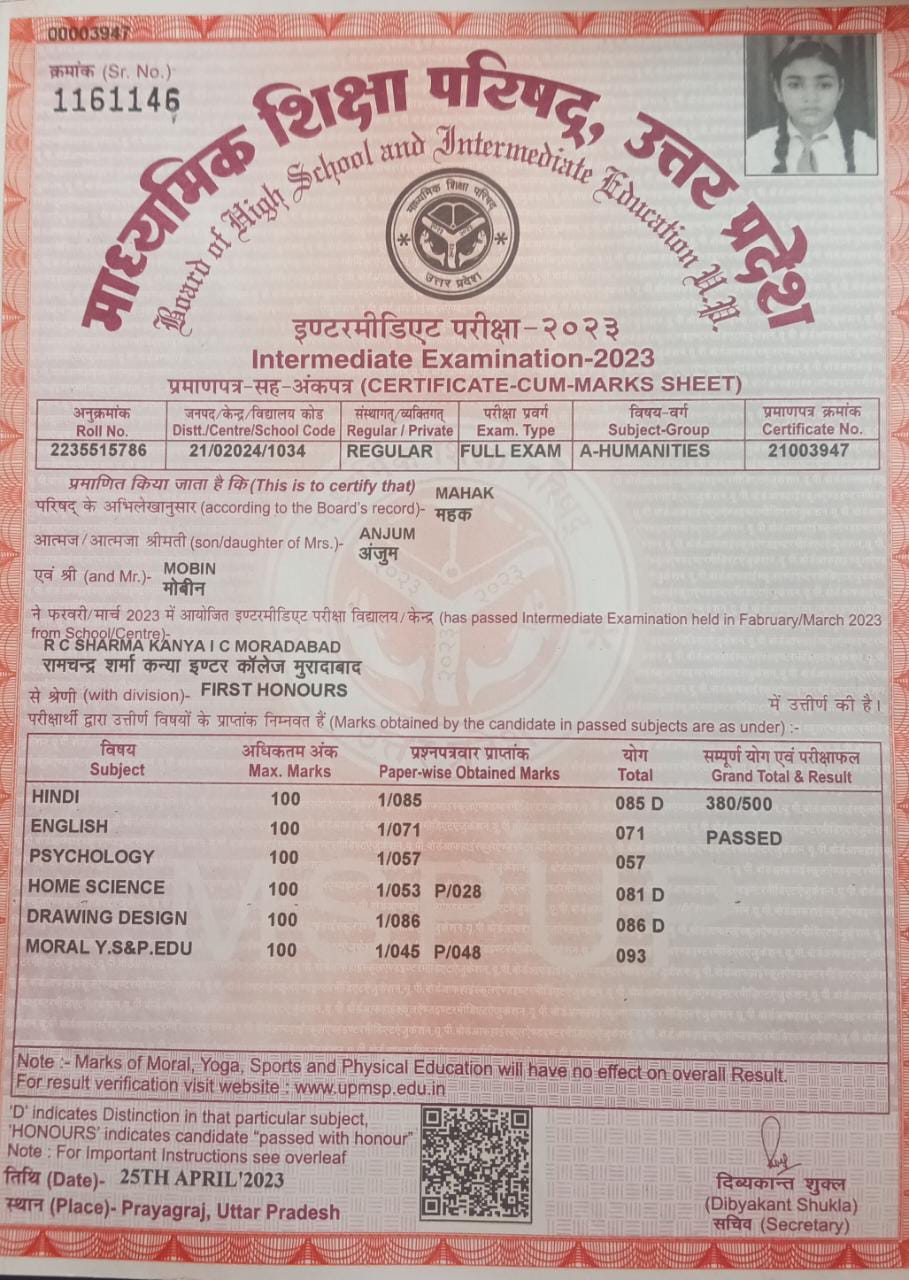 00003947
क्रमांक (Sr. No.)
1161146
माध्यमिक शिक्षा परिषद्, उत्तर प्रदेश
Board of High School and Intermediate Education U.P.
माध्यमिक शिक्षा परिषद
उत्तर प्रदेश
इण्टरमीडिएट परीक्षा-२०२३
Intermediate Examination-2023
प्रमाणपत्र-सह-अंकपत्र (CERTIFICATE-CUM-MARKS SHEET)
अनुक्रमांक जनपद/केन्द्र/विद्यालय कोड संस्थागत्/व्यक्तिगत् परीक्षा प्रवर्ग विषय-वर्ग प्रमाणपत्र क्रमांक
Roll No. Distt./Centre/School Code Regular / Private Exam. Type Subject-Group Certificate No.
2235515786 21/02024/1034 REGULAR FULL EXAM A-HUMANITIES 21003947
प्रमाणित किया जाता है कि (This is to certify that) MAHAK
परिषद् के अभिलेखानुसार (according to the Board's record)- महक
आत्मज/आत्मजा श्रीमती (son/daughter of Mrs.)- ANJUM
अंजुम
एवं श्री (and Mr.)- MOBIN
मोबीन
ने फरवरी/मार्च 2023 में आयोजित इण्टरमीडिएट परीक्षा विद्यालय/केन्द्र (has passed Intermediate Examination held in Fabruary/March 2023
from School/Centre)-
R C SHARMA KANYA I C MORADABAD
रामचन्द्र शर्मा कन्या इण्टर कॉलेज मुरादाबाद
से श्रेणी (with division)- FIRST HONOURS में उत्तीर्ण की है।
परीक्षार्थी द्वारा उत्तीर्ण विषयों के प्राप्तांक निम्नवत हैं (Marks obtained by the candidate in passed subjects are as under) :-
विषय अधिकतम अंक प्रश्नपत्रवार प्राप्तांक योग सम्पूर्ण योग एवं परीक्षाफल
Subject Max. Marks Paper-wise Obtained Marks Total Grand Total & Result
HINDI 100 1/085 085 D 380/500
ENGLISH 100 1/071 071 PASSED
PSYCHOLOGY 100 1/057 057
HOME SCIENCE 100 1/053 P/028 081 D
DRAWING DESIGN 100 1/086 086 D
MORAL Y.S&P.EDU 100 1/045 P/048 093
Note :- Marks of Moral, Yoga, Sports and Physical Education will have no effect on overall Result.
For result verification visit website : www.upmsp.edu.in
'D' indicates Distinction in that particular subject,
'HONOURS' indicates candidate "passed with honour"
Note : For Important Instructions see overleaf
तिथि (Date)- 25TH APRIL'2023
स्थान (Place)- Prayagraj, Uttar Pradesh
दिब्यकान्त शुक्ल
(Dibyakant Shukla)
सचिव (Secretary)